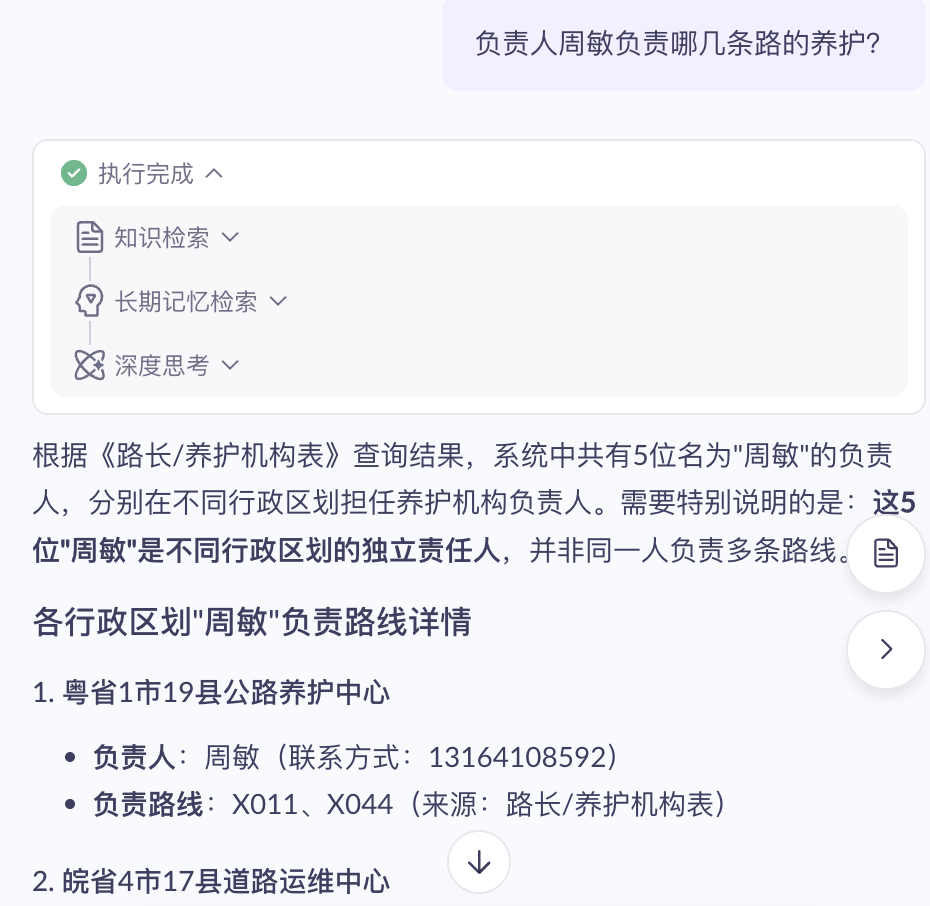 负责人周敏负责哪几条路的养护?
执行完成
知识检索
长期记忆检索
深度思考
根据《路长/养护机构表》查询结果，系统中共有5位名为"周敏"的负责
人，分别在不同行政区划担任养护机构负责人。需要特别说明的是：这5
位"周敏"是不同行政区划的独立责任人，并非同一人负责多条路线。
各行政区划"周敏"负责路线详情
1. 粤省1市19县公路养护中心
负责人：周敏（联系方式：13164108592）
负责路线：X011、X044（来源：路长/养护机构表）
2. 皖省4市17县道路运维中心